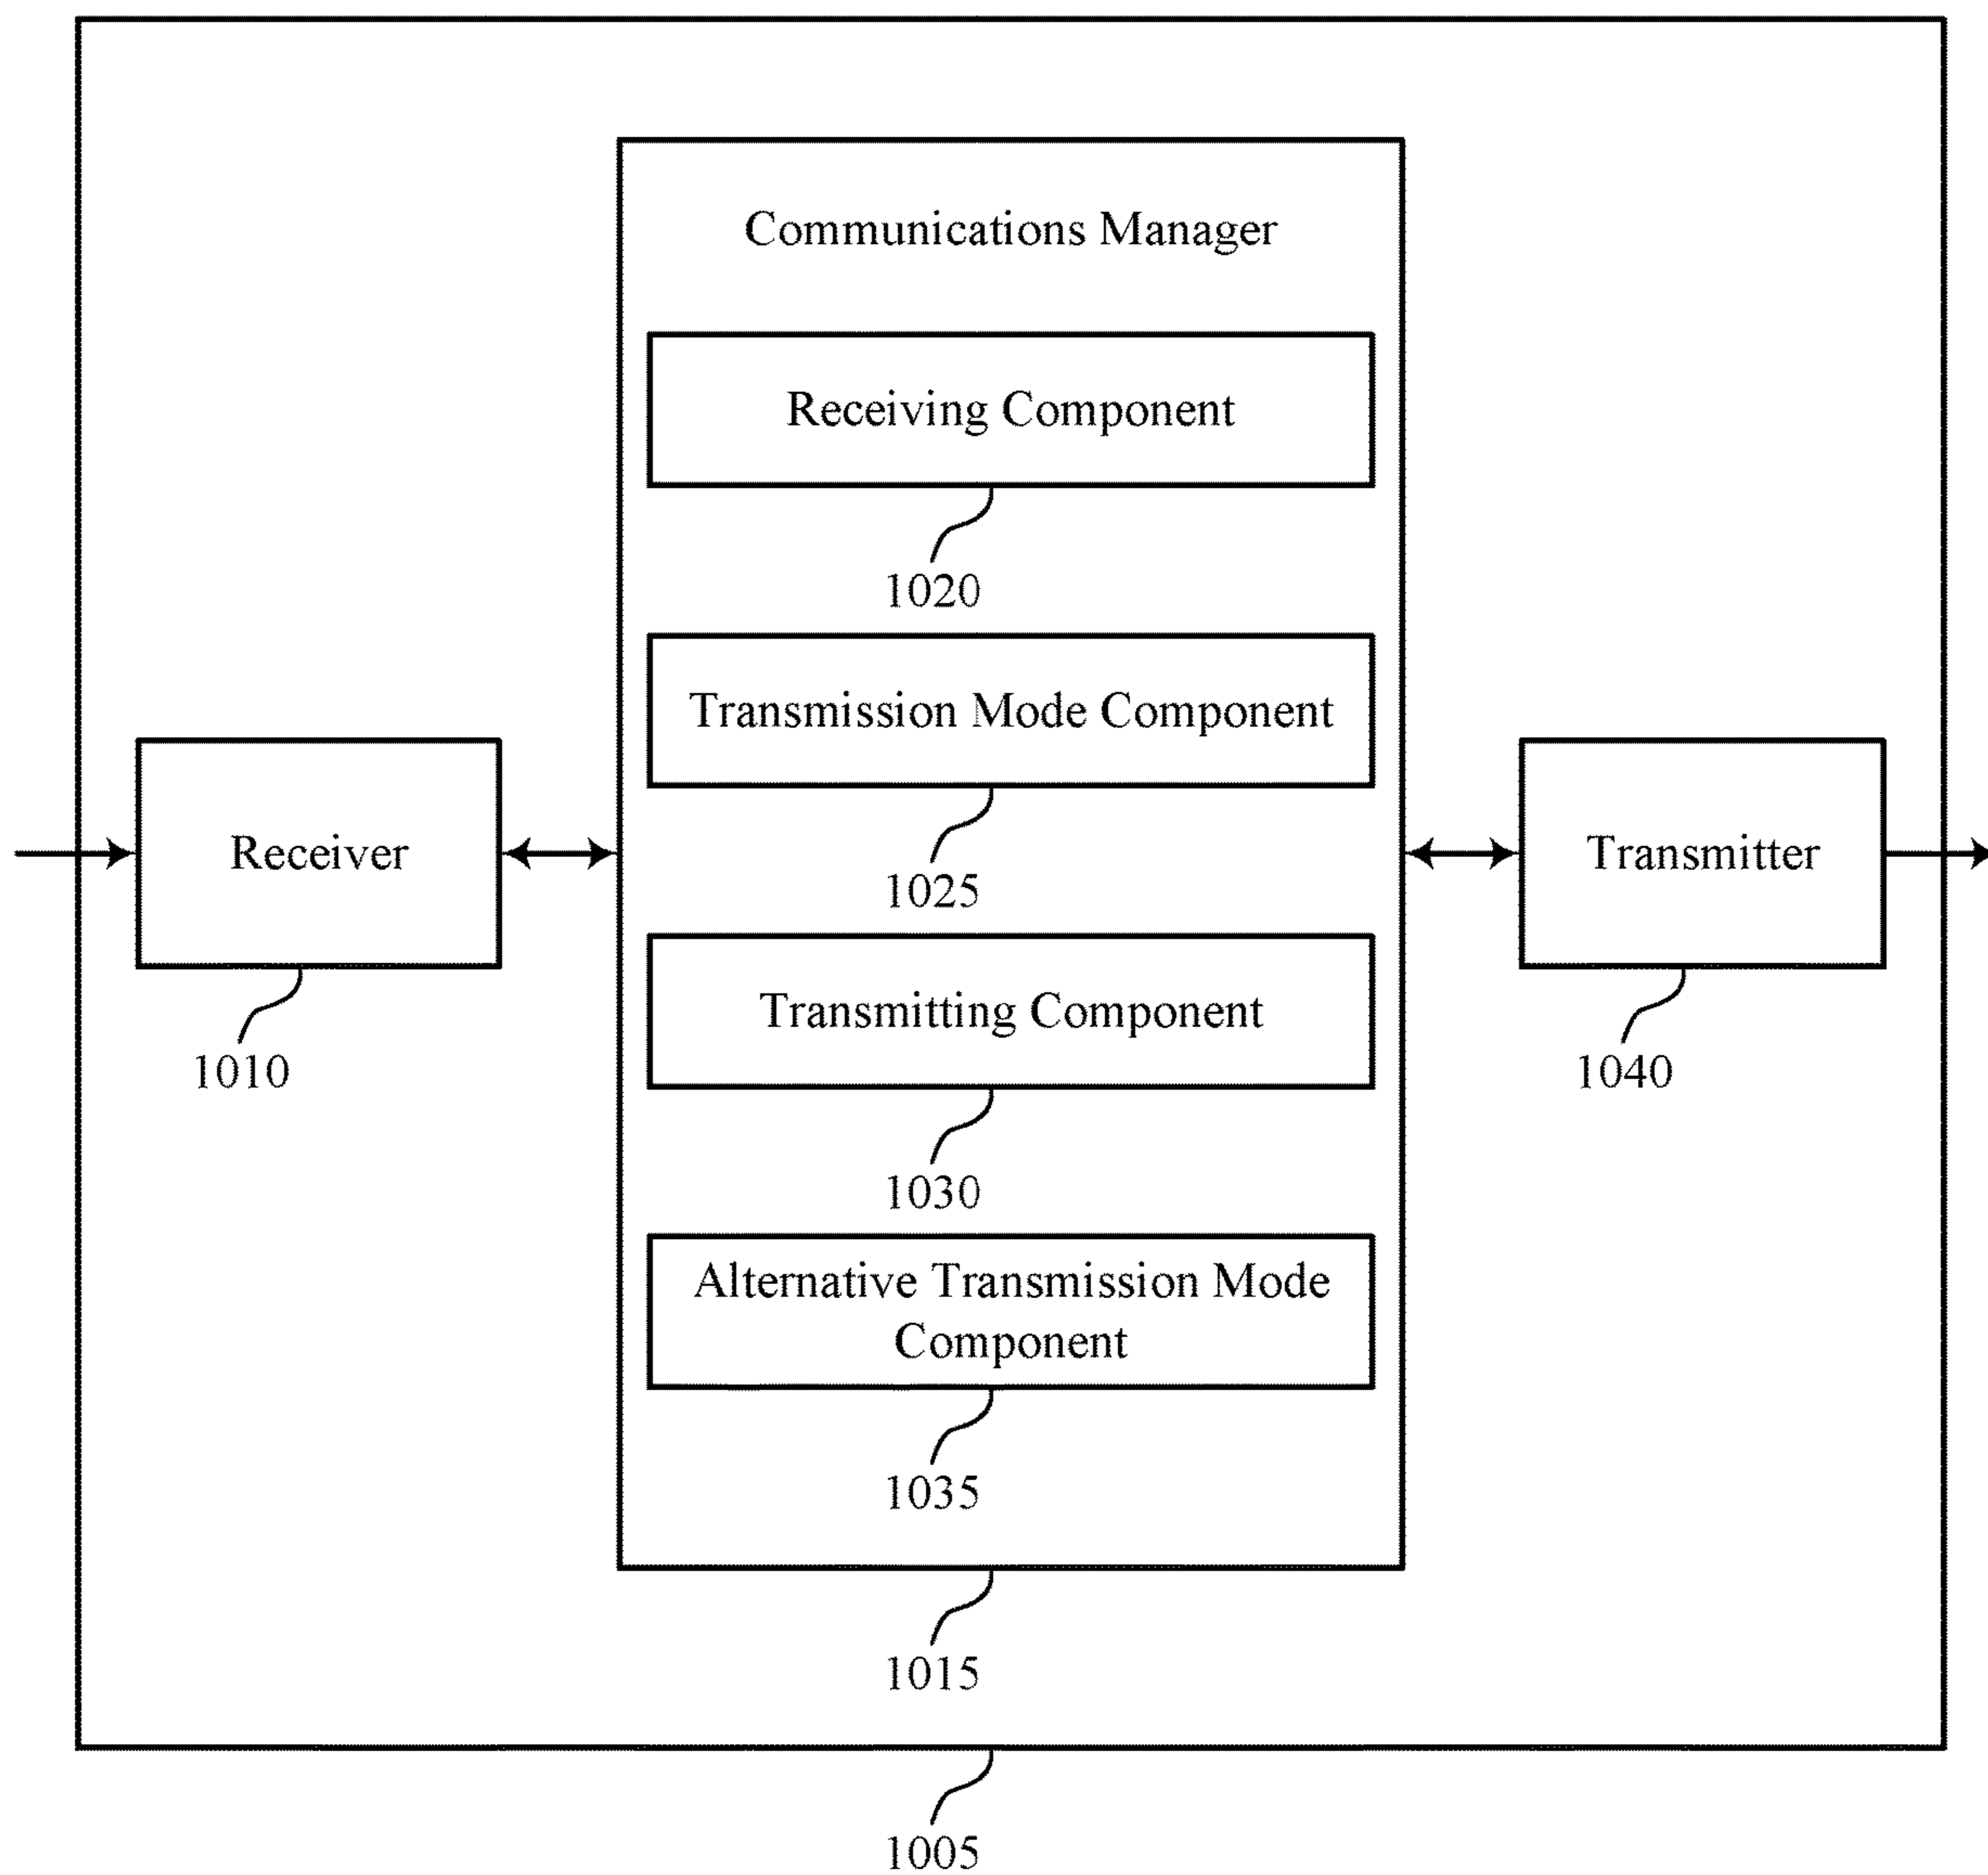 Communications Manager
Receiving Component
1020
Transmission Mode Component
1025
Receiver
1010
Transmitter
1040
Transmitting Component
1030
Alternative Transmission Mode
Component
1035
1015
1005